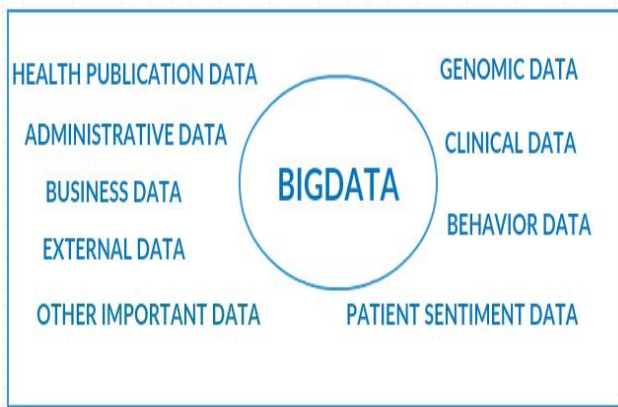 HEALTH PUBLICATION DATA
GENOMIC DATA
ADMINISTRATIVE DATA
CLINICAL DATA
BIGDATA
BUSINESS DATA
BEHAVIOR DATA
EXTERNAL DATA
OTHER IMPORTANT DATA
PATIENT SENTIMENT DATA